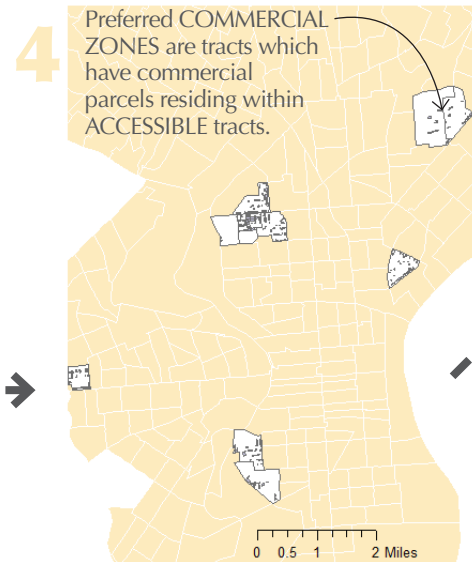 4
Preferred COMMERCIAL
ZONES are tracts which
have commercial
parcels residing within
ACCESSIBLE tracts.
0 0.5 1 2 Miles